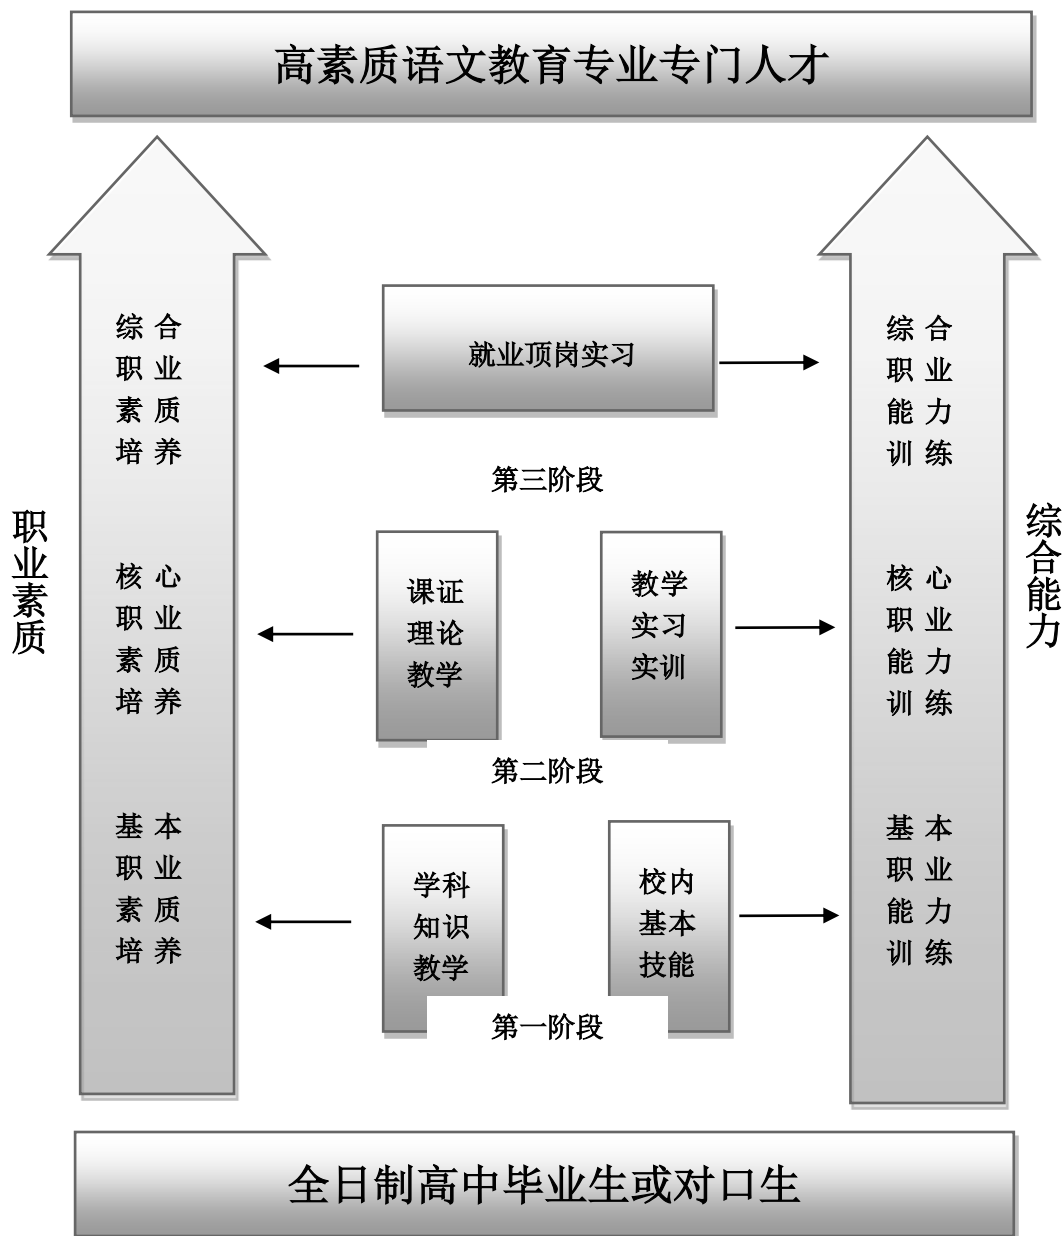 高素质语文教育专业专门人才
综合
职业
素质
培养
就业顶岗实习
综合
职业
能力
训练
第三阶段
职业素质
核心
职业
素质
培养
课证
理论
教学
教学
实习
实训
核心
职业
能力
训练
综合能力
第二阶段
基本
职业
素质
培养
学科
知识
教学
校内
基本
技能
基本
职业
能力
训练
第一阶段
全日制高中毕业生或对口生